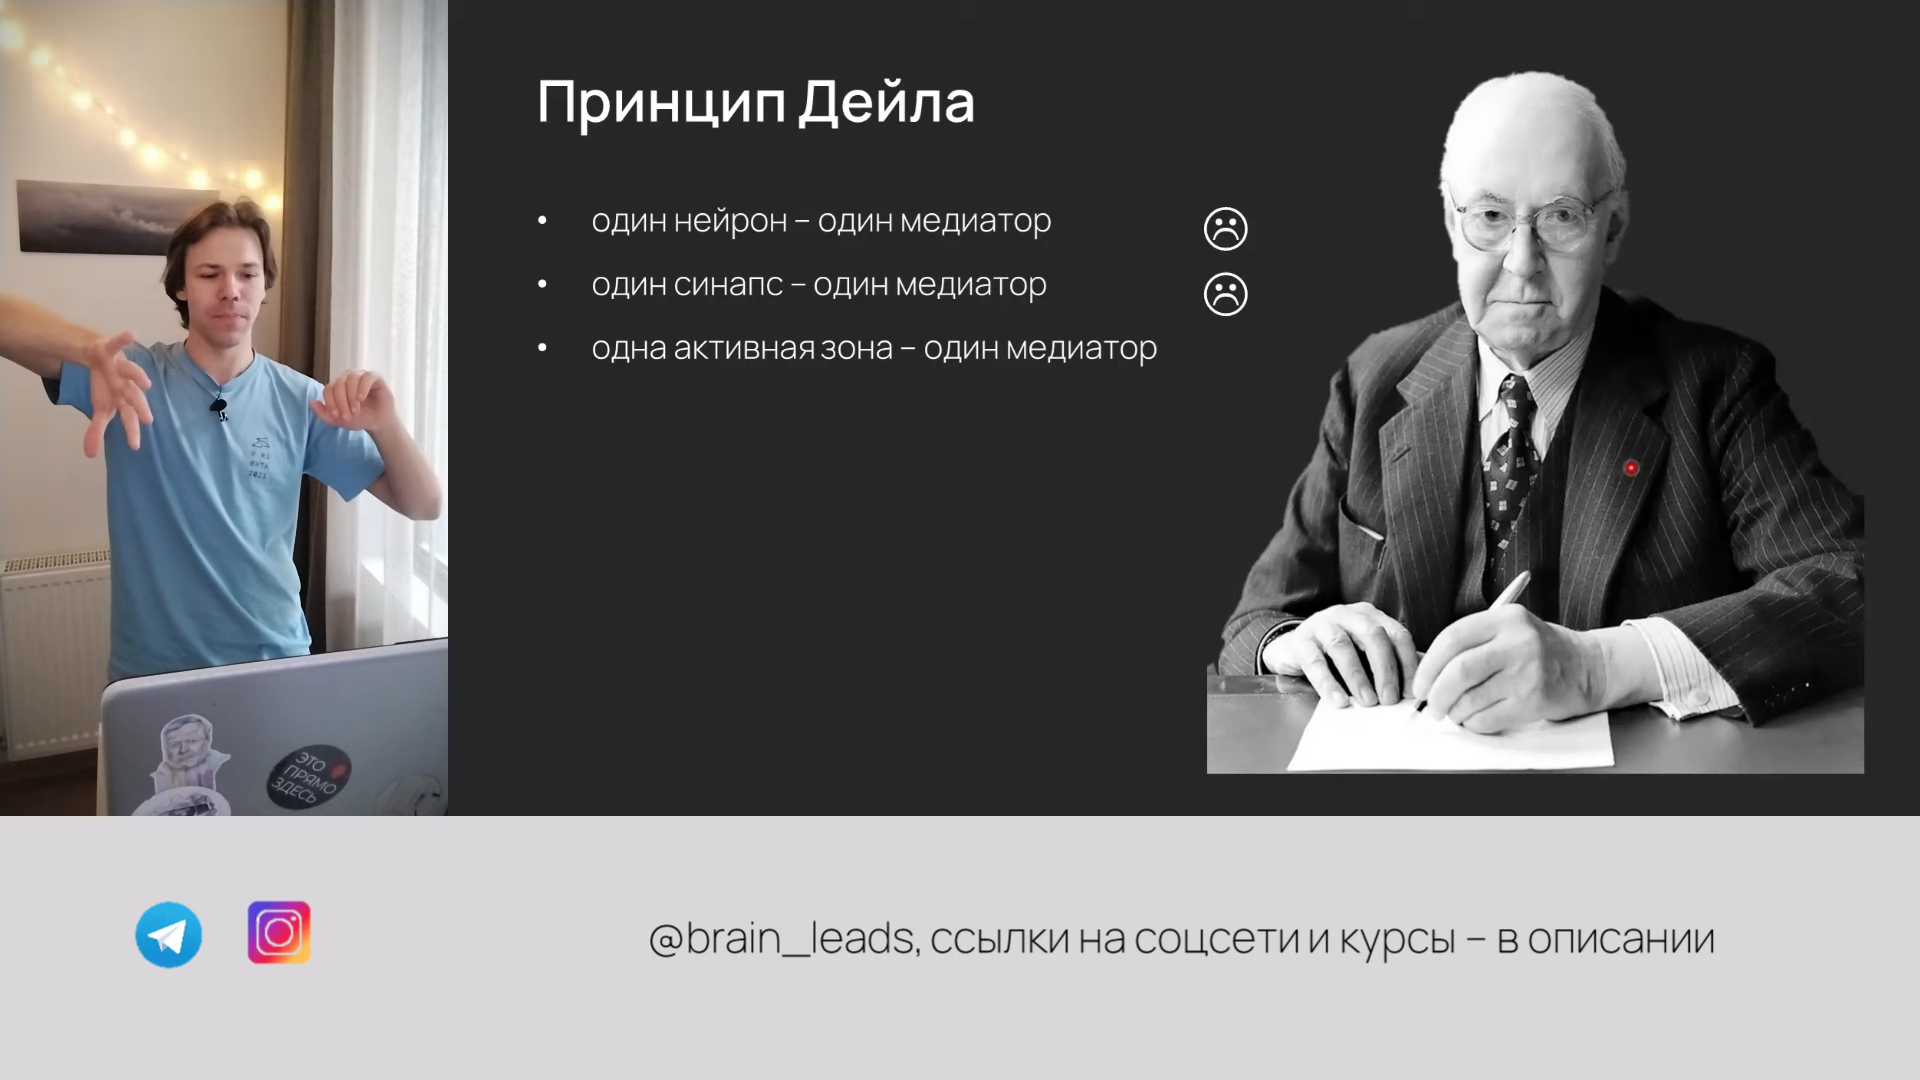 Принцип Дейла
• один нейрон – один медиатор
• один синапс – один медиатор
• одна активная зона – один медиатор
ЭТО
ПРЯМО
ЗДЕСЬ
@brain_leads, ссылки на соцсети и курсы – в описании